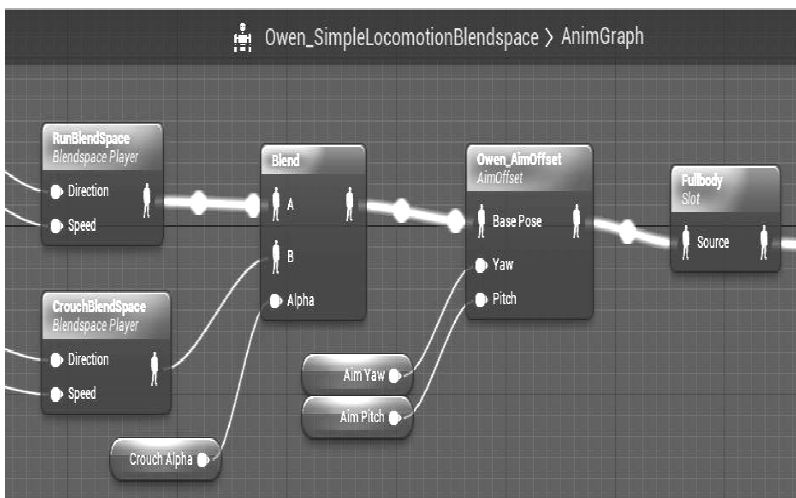 Owen_SimpleLocomotionBlendspace > AnimGraph
RunBlendSpace
Blendspace Player
Direction
Speed
Blend
A
B
Alpha
Owen_AimOffset
AimOffset
Base Pose
Yaw
Pitch
Fullbody
Slot
Source
CrouchBlendSpace
Blendspace Player
Direction
Speed
Aim Yaw
Aim Pitch
Crouch Alpha